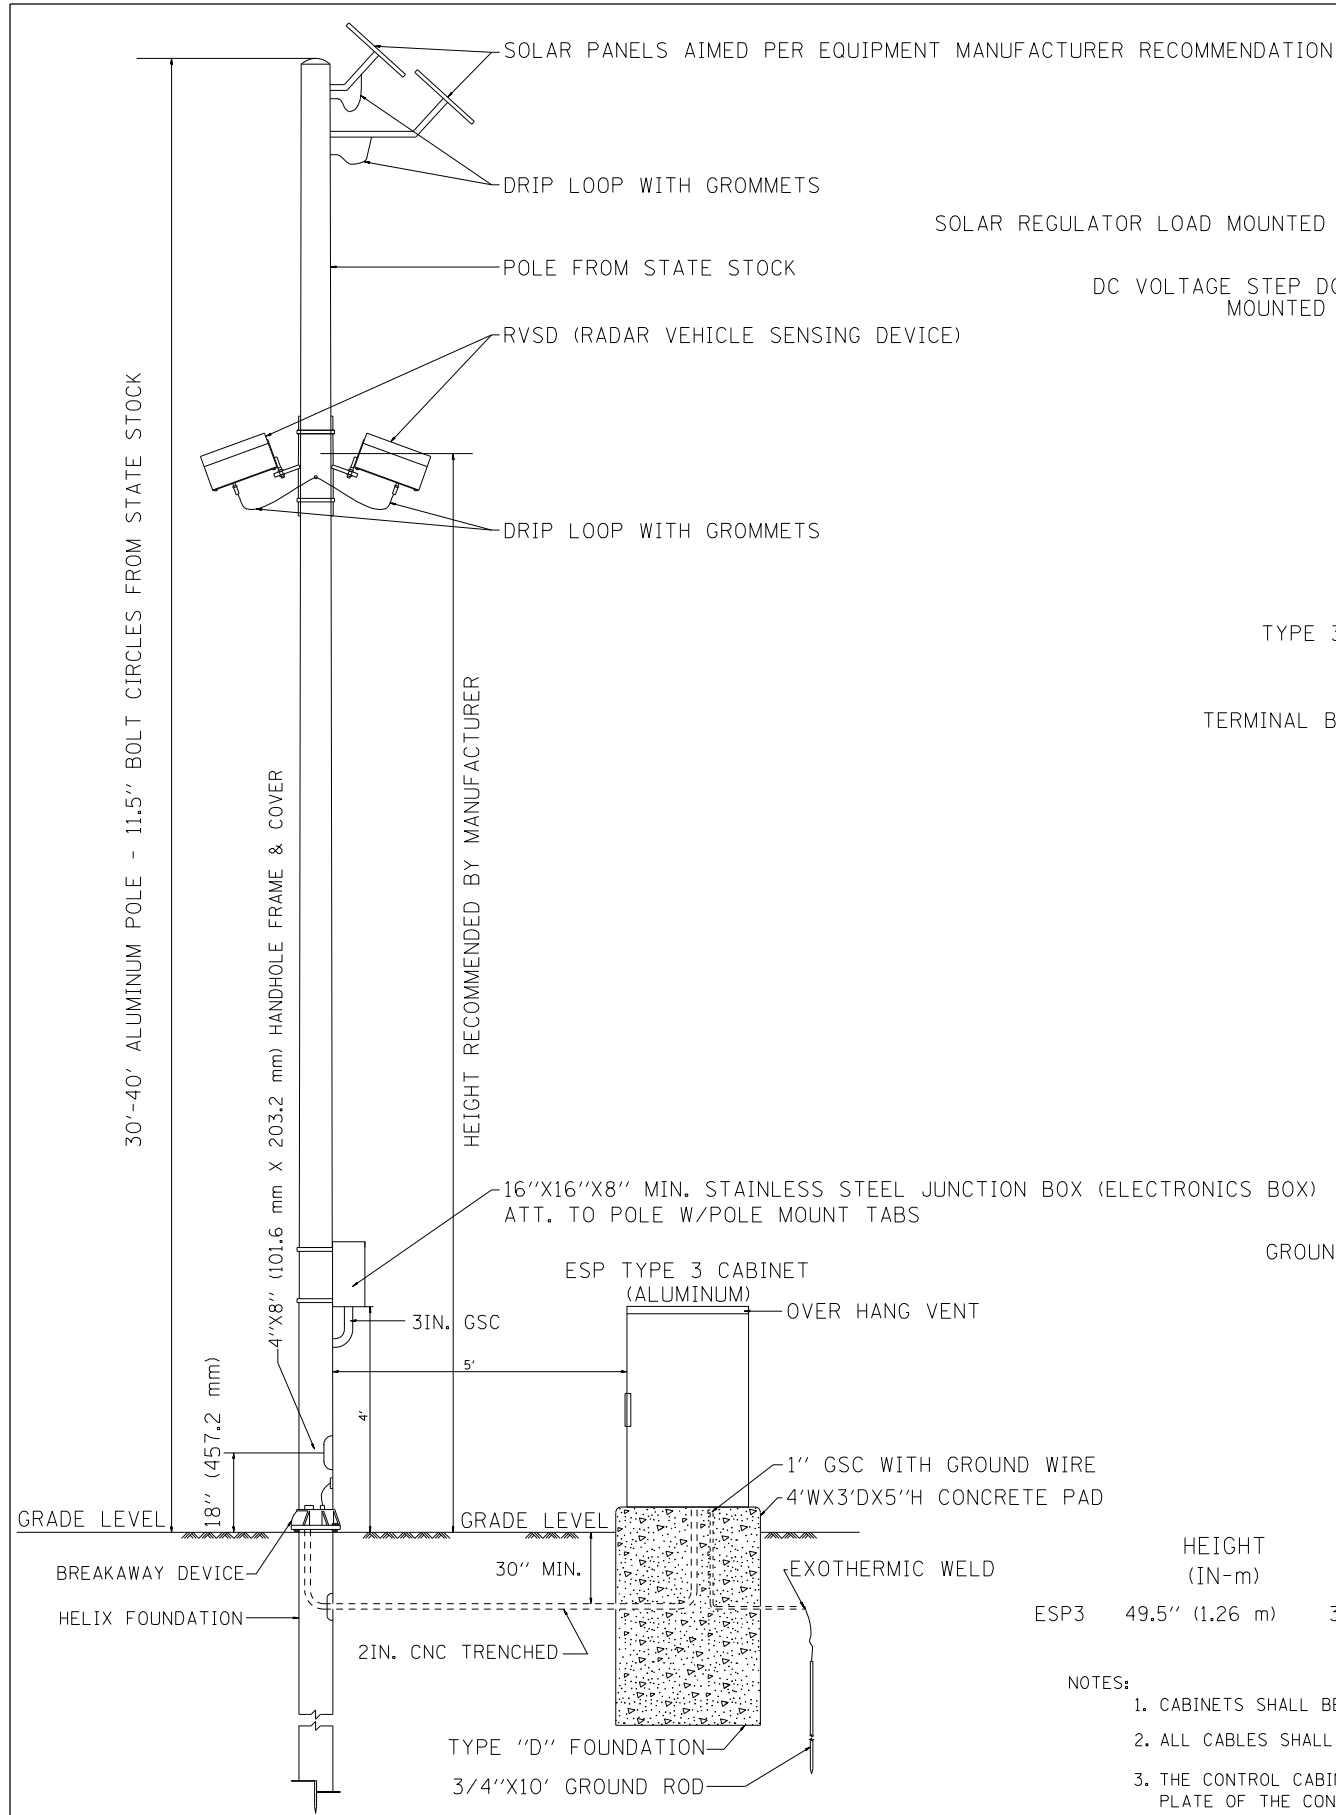 SOLAR PANELS AIMED PER EQUIPMENT MANUFACTURER RECOMMENDATION
DRIP LOOP WITH GROMMETS
SOLAR REGULATOR LOAD MOUNTED
POLE FROM STATE STOCK
DC VOLTAGE STEP
MOUNTED
RVSD (RADAR VEHICLE SENSING DEVICE)
DRIP LOOP WITH GROMMETS
30'-40' ALUMINUM POLE - 11.5" BOLT CIRCLES FROM STATE STOCK
TYPE 3
TERMINAL
HEIGHT RECOMMENDED BY MANUFACTURER
4"X8" (101.6 mm X 203.2 mm) HANDHOLE FRAME & COVER
16"X16"X8" MIN. STAINLESS STEEL JUNCTION BOX (ELECTRONICS BOX)
ATT. TO POLE W/POLE MOUNT TABS
ESP TYPE 3 CABINET
(ALUMINUM)
OVER HANG VENT
3IN. GSC
5'
4'
18" (457.2 mm)
1" GSC WITH GROUND WIRE
4'WX3'DX5"H CONCRETE PAD
GRADE LEVEL
GRADE LEVEL
30" MIN.
BREAKAWAY DEVICE
EXOTHERMIC WELD
HELIX FOUNDATION
2IN. CNC TRENCHED
HEIGHT
(IN-m)
ESP3 49.5" (1.26 m) 3
TYPE "D" FOUNDATION
3/4"X10' GROUND ROD
NOTES:
1. CABINETS SHALL
2. ALL CABLES SHALL
3. THE CONTROL
PLATE OF THE